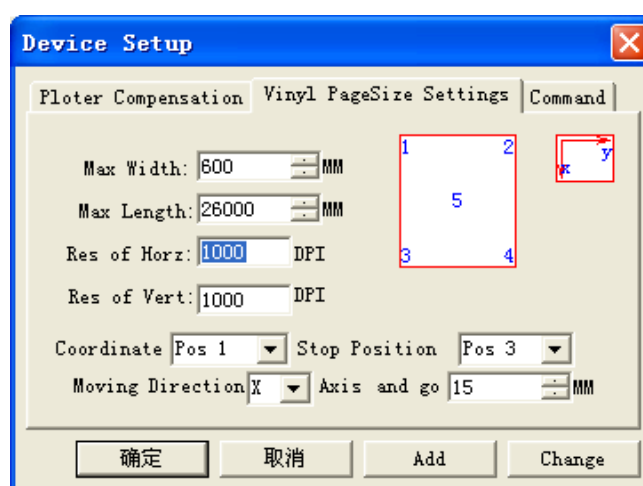 Device Setup
Ploter Compensation Vinyl PageSize Settings Command
Max Width: 600 MM
Max Length: 26000 MM
Res of Horz: 1000 DPI
Res of Vert: 1000 DPI
1 2
5
3 4
y
x
Coordinate Pos 1 Stop Position Pos 3
Moving Direction X Axis and go 15 MM
确定 取消 Add Change